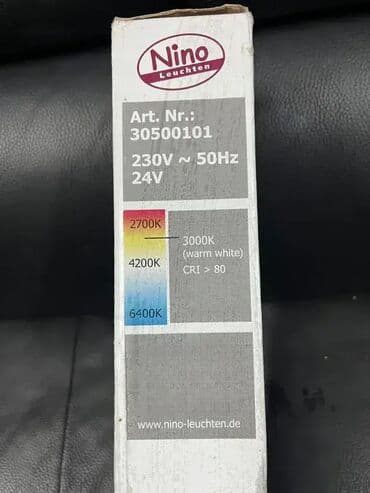 Nino
Leuchten
Art. Nr.:
30500101
230V ~ 50Hz
24V
2700K
3000K
(warm white)
4200K
CRI > 80
6400K
www.nino-leuchten.de